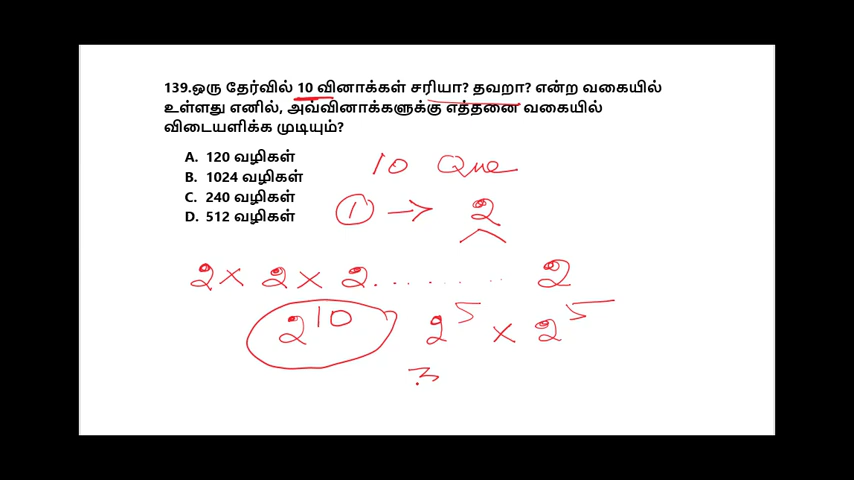 139.ஒரு தேர்வில் 10 வினாக்கள் சரியா? தவறா? என்ற வகையில்
உள்ளது எனில், அவ்வினாக்களுக்கு எத்தனை வகையில்
விடையளிக்க முடியும்?
A. 120 வழிகள்
B. 1024 வழிகள்
C. 240 வழிகள்
D. 512 வழிகள்
10 Que
1 → 2
2 × 2 × 2 ........ 2
2^10 2^5 × 2^5
3